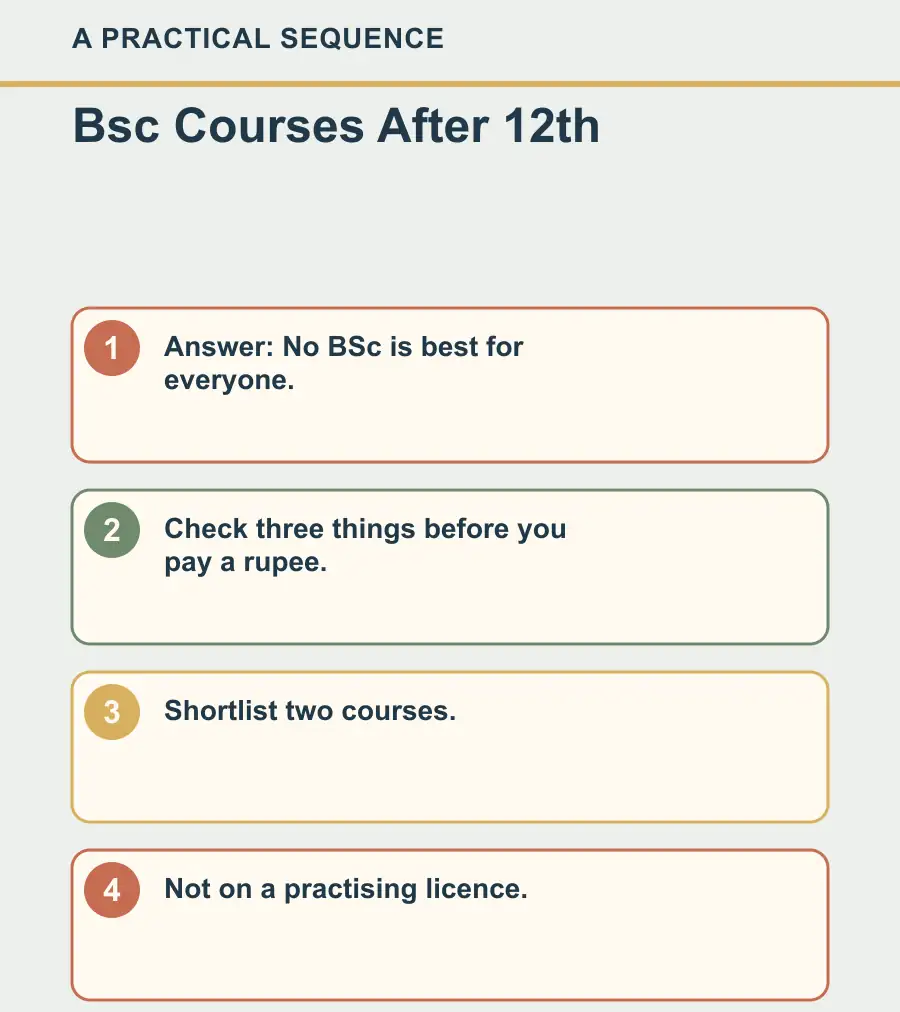 A PRACTICAL SEQUENCE
Bsc Courses After 12th
1
Answer: No BSc is best for
everyone.
2
Check three things before you
pay a rupee.
3
Shortlist two courses.
4
Not on a practising licence.